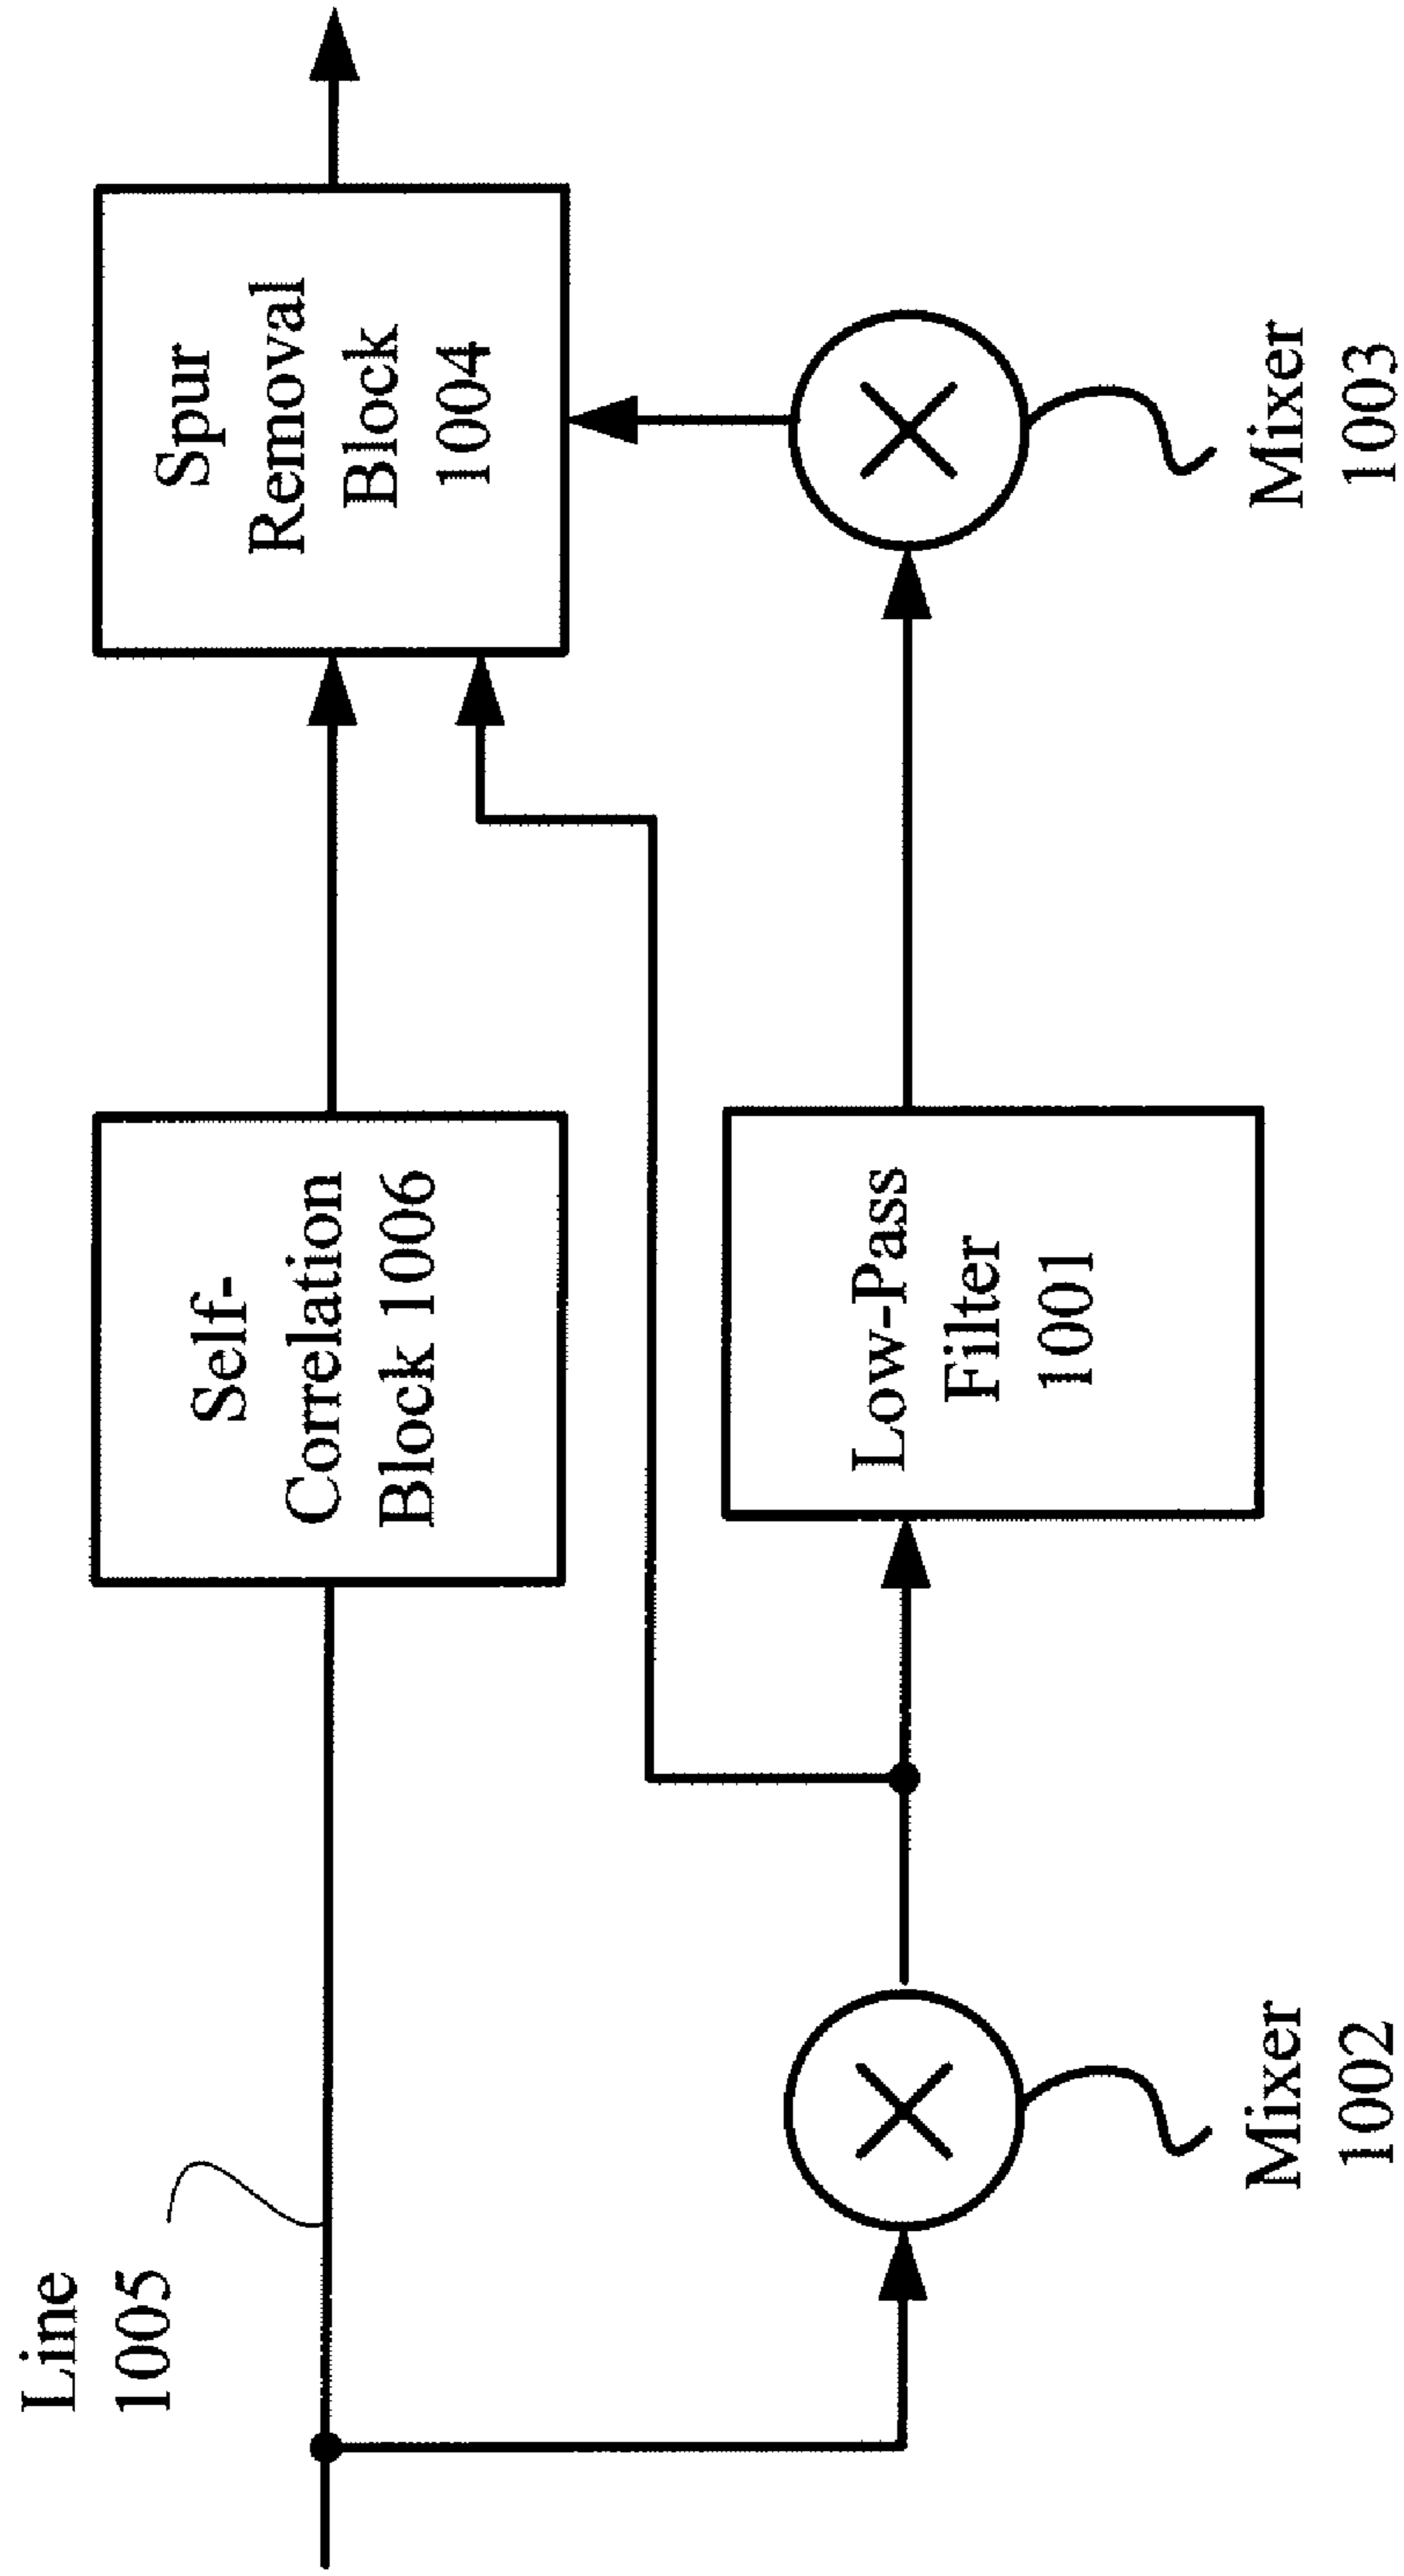 Line
1005
Self-
Correlation
Block 1006
Spur
Removal
Block
1004
Mixer
1002
Low-Pass
Filter
1001
Mixer
1003